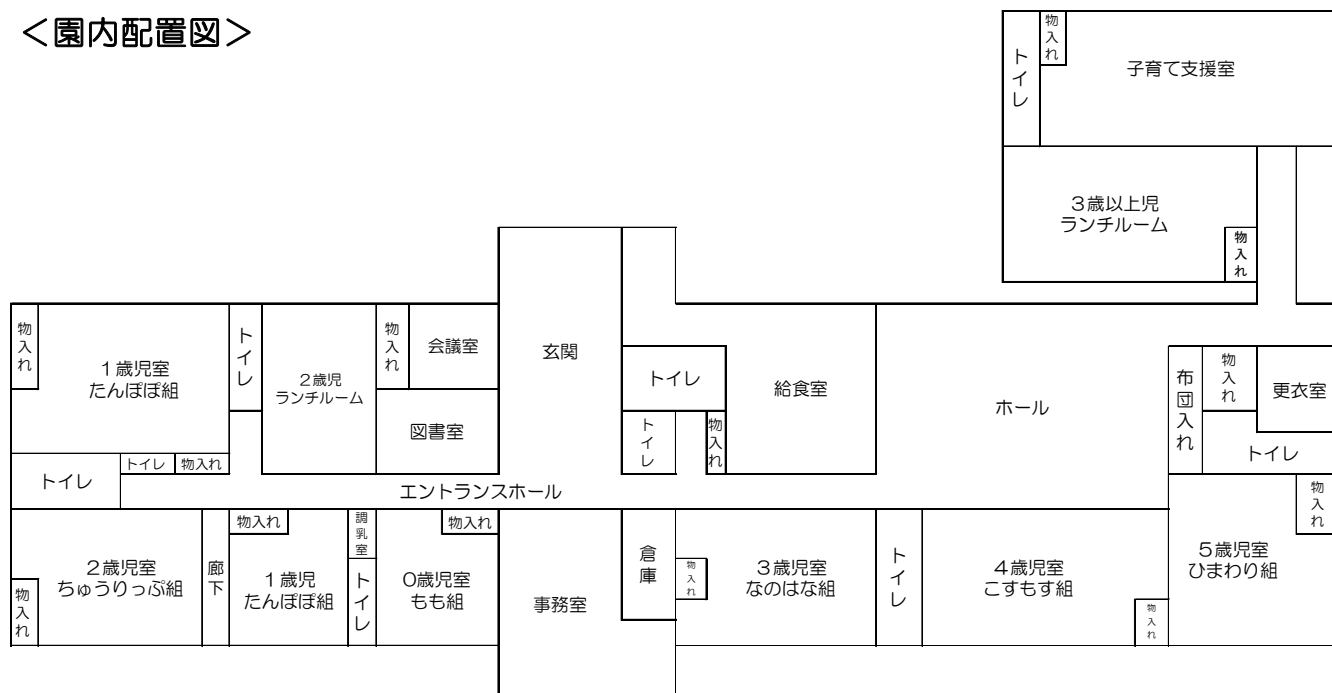 ＜園内配置図＞
物入れ
トイレ
子育て支援室
３歳以上児
ランチルーム
物入れ
物入れ
１歳児室
たんぽぽ組
トイレ
２歳児
ランチルーム
物入れ
会議室
図書室
玄関
トイレ
トイレ
物入れ
給食室
ホール
布団入れ
物入れ
更衣室
トイレ
トイレ
トイレ
物入れ
エントランスホール
２歳児室
ちゅうりっぷ組
物入れ
廊下
物入れ
１歳児
たんぽぽ組
調乳室
トイレ
物入れ
０歳児室
もも組
事務室
倉庫
物入れ
３歳児室
なのはな組
トイレ
４歳児室
こすもす組
物入れ
物入れ
５歳児室
ひまわり組